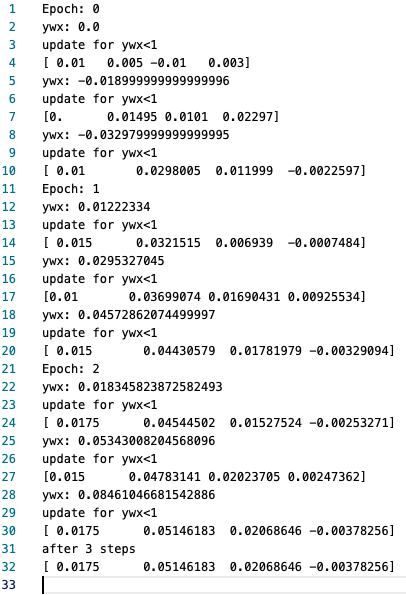 1 Epoch: 0
2 ywx: 0.0
3 update for ywx<1
4 [ 0.01   0.005 -0.01   0.003]
5 ywx: -0.018999999999999996
6 update for ywx<1
7 [0.      0.01495 0.0101  0.02297]
8 ywx: -0.032979999999999995
9 update for ywx<1
10 [ 0.01       0.0298005  0.011999  -0.0022597]
11 Epoch: 1
12 ywx: 0.01222334
13 update for ywx<1
14 [ 0.015      0.0321515  0.006939  -0.0007484]
15 ywx: 0.0295327045
16 update for ywx<1
17 [0.01       0.03699074 0.01690431 0.00925534]
18 ywx: 0.04572862074499997
19 update for ywx<1
20 [ 0.015       0.04430579  0.01781979 -0.00329094]
21 Epoch: 2
22 ywx: 0.018345823872582493
23 update for ywx<1
24 [ 0.0175      0.04544502  0.01527524 -0.00253271]
25 ywx: 0.05343008204568096
26 update for ywx<1
27 [0.015      0.04783141 0.02023705 0.00247362]
28 ywx: 0.08461046681542886
29 update for ywx<1
30 [ 0.0175      0.05146183  0.02068646 -0.00378256]
31 after 3 steps
32 [ 0.0175      0.05146183  0.02068646 -0.00378256]
33